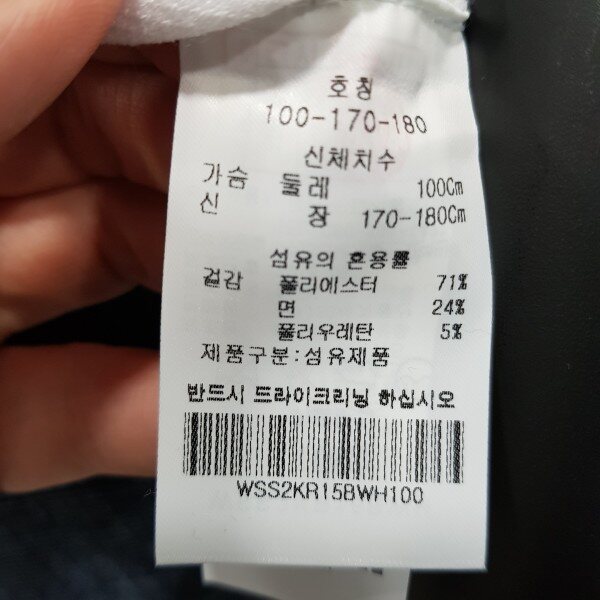 호칭
100-170-180
신체치수
가슴 둘레 100Cm
신 장 170-180Cm
섬유의 혼용률
겉감 폴리에스터 71%
면 24%
폴리우레탄 5%
제품구분:섬유제품
반드시 드라이크리닝 하십시오
WSS2KR15BWH100